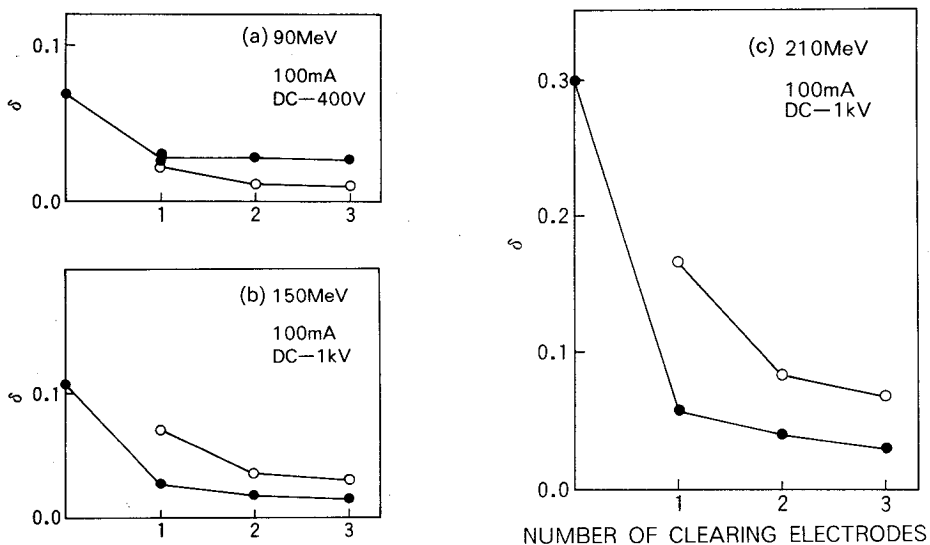 (a) 90MeV
100mA
DC—400V
0.1
δ
0.0
1 2 3
(b) 150MeV
100mA
DC—1kV
0.1
δ
0.0
1 2 3
(c) 210MeV
100mA
DC—1kV
0.3
0.2
δ
0.1
0.0
1 2 3
NUMBER OF CLEARING ELECTRODES